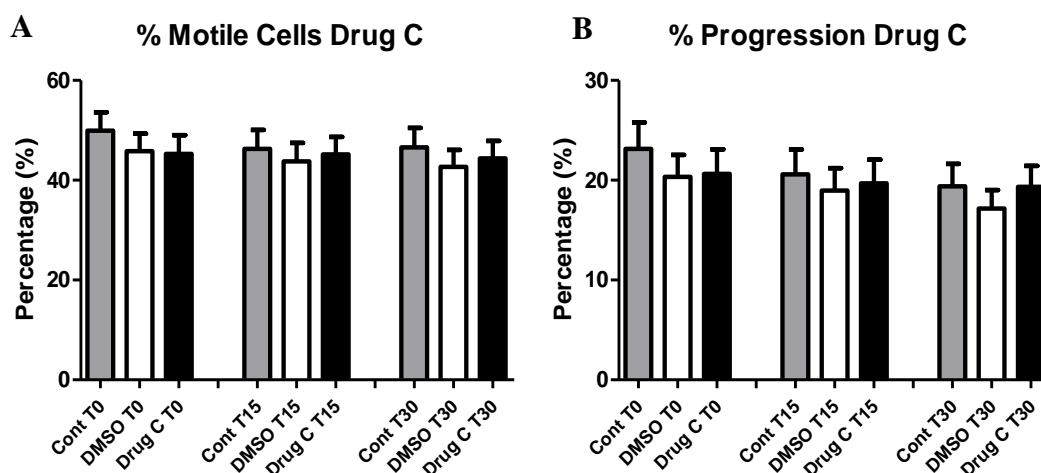 A
% Motile Cells Drug C
60
40
20
0
Percentage (%)
Cont T0
DMSO T0
Drug C T0
Cont T15
DMSO T15
Drug C T15
Cont T30
DMSO T30
Drug C T30
B
% Progression Drug C
30
20
10
0
Percentage (%)
Cont T0
DMSO T0
Drug C T0
Cont T15
DMSO T15
Drug C T15
Cont T30
DMSO T30
Drug C T30